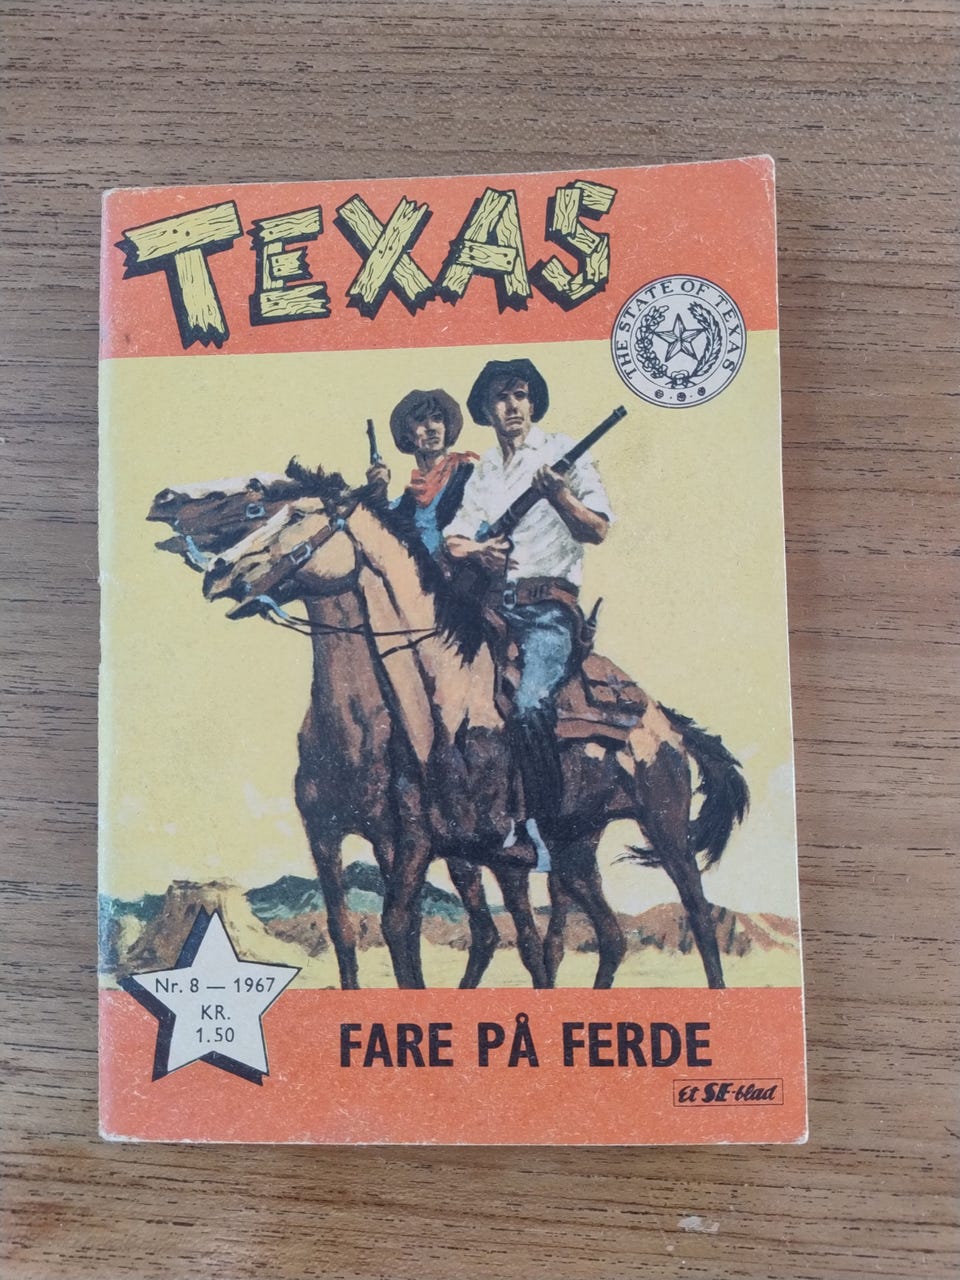 TEXAS
THE STATE OF TEXAS
Nr. 8 — 1967
KR.
1.50
FARE PÅ FERDE
Et SE-blad